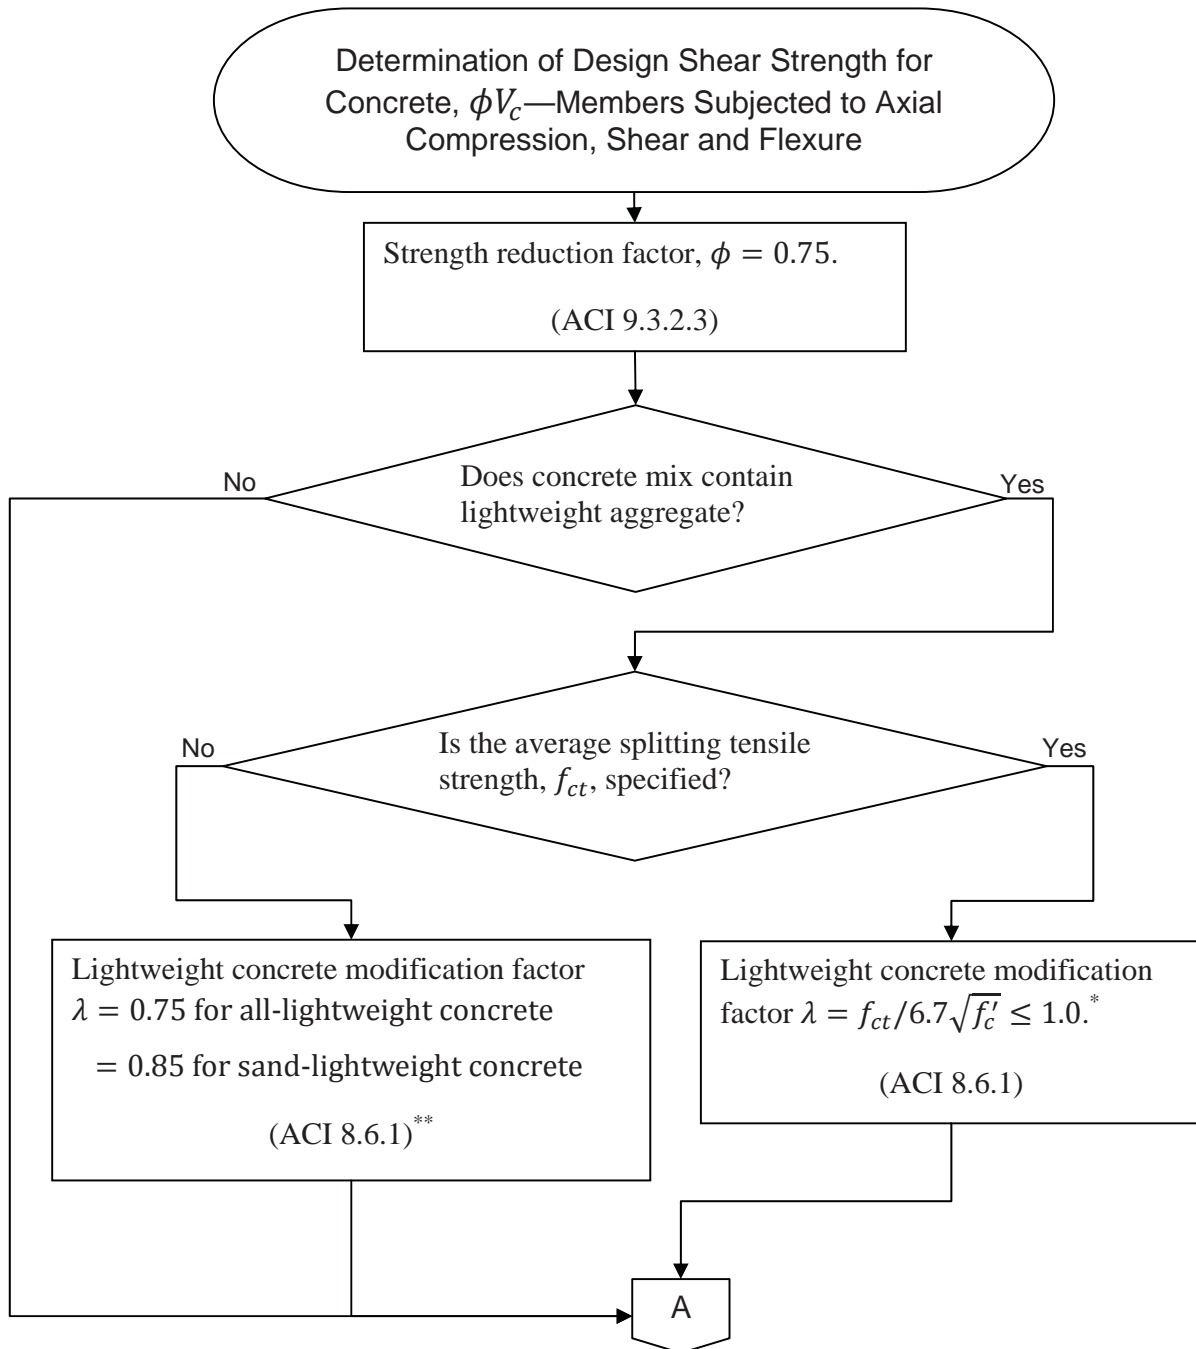 Determination of Design Shear Strength for
Concrete, ϕV_c—Members Subjected to Axial
Compression, Shear and Flexure
Strength reduction factor, ϕ = 0.75.
(ACI 9.3.2.3)
No
Does concrete mix contain
lightweight aggregate?
Yes
No
Is the average splitting tensile
strength, f_ct, specified?
Yes
Lightweight concrete modification factor
λ = 0.75 for all-lightweight concrete
= 0.85 for sand-lightweight concrete
(ACI 8.6.1)**
Lightweight concrete modification
factor λ = f_ct/6.7√f′_c ≤ 1.0.*
(ACI 8.6.1)
A